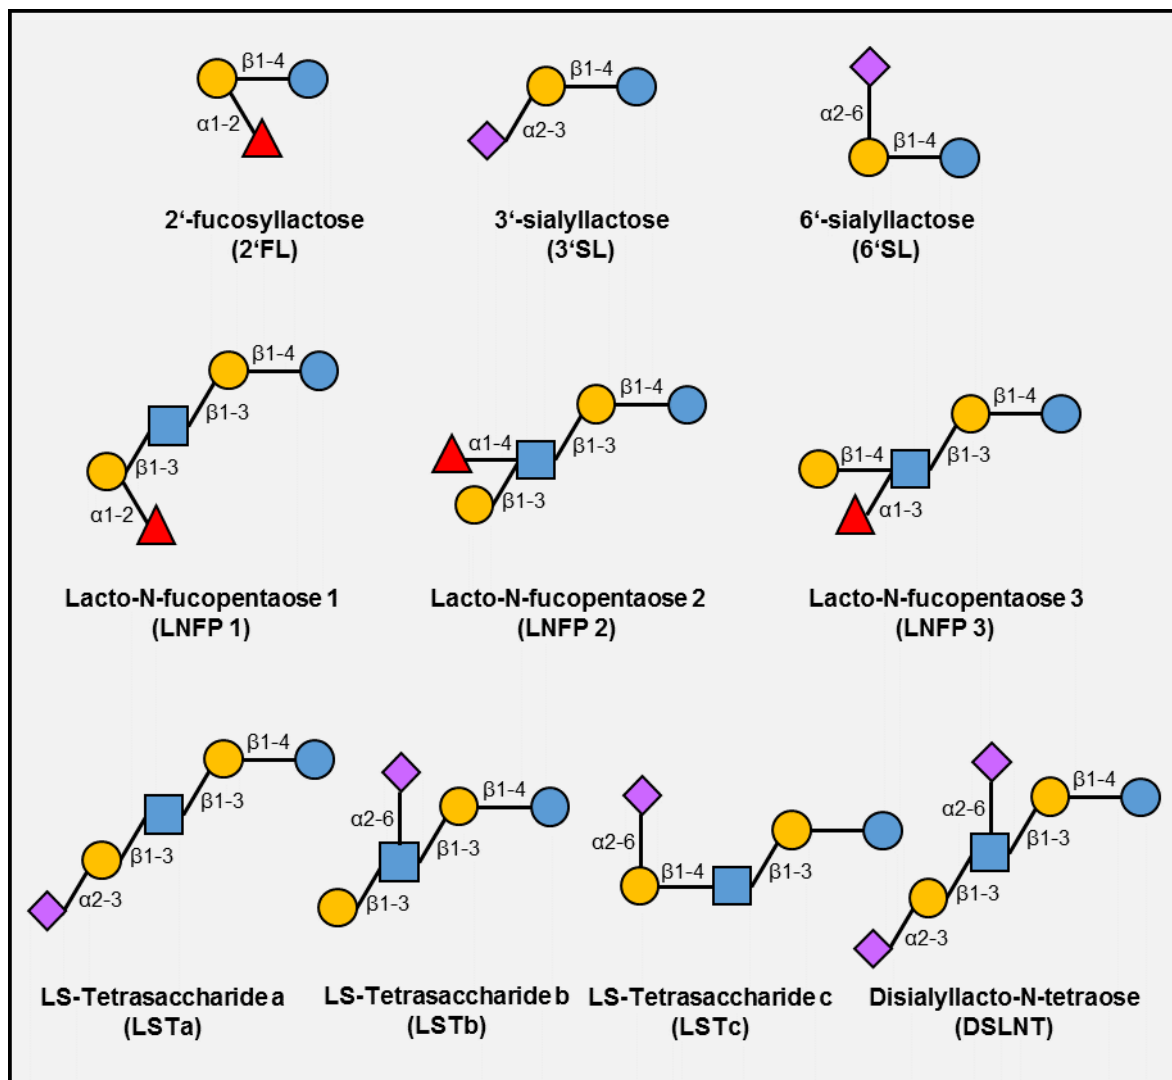 β1-4
α1-2
2‘-fucosyllactose
(2‘FL)
β1-4
α2-3
3‘-sialyllactose
(3‘SL)
α2-6
β1-4
6‘-sialyllactose
(6‘SL)
β1-4
β1-3
β1-3
α1-2
Lacto-N-fucopentaose 1
(LNFP 1)
β1-4
α1-4
β1-3
β1-3
Lacto-N-fucopentaose 2
(LNFP 2)
β1-4
β1-4
β1-3
α1-3
Lacto-N-fucopentaose 3
(LNFP 3)
β1-4
β1-3
β1-3
α2-3
LS-Tetrasaccharide a
(LSTa)
β1-4
α2-6
β1-3
β1-3
LS-Tetrasaccharide b
(LSTb)
α2-6
β1-4
β1-3
LS-Tetrasaccharide c
(LSTc)
β1-4
α2-6
β1-3
β1-3
α2-3
Disialyllacto-N-tetraose
(DSLNT)